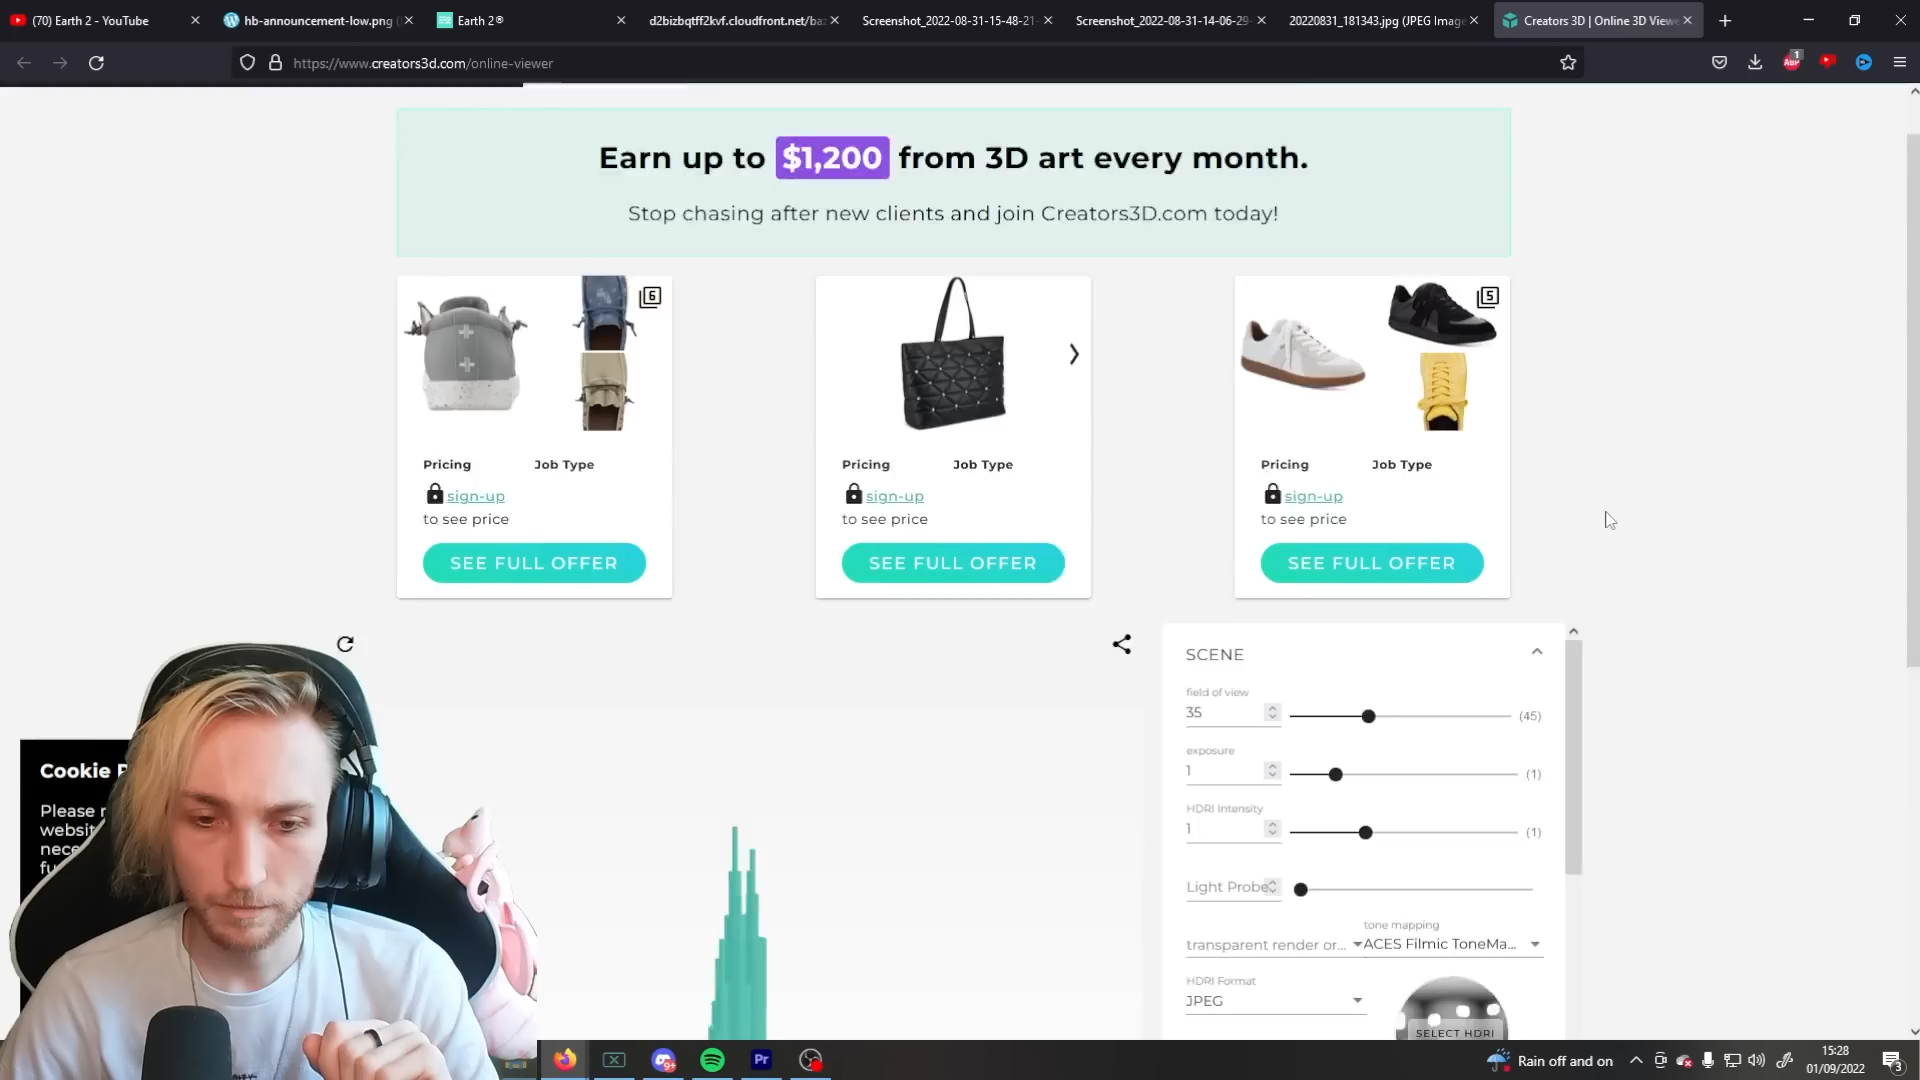 (70) Earth 2 - YouTube
hb-announcement-low.png (
Earth 2®
d2bizbqtff2kvf.cloudfront.net/ba
Screenshot_2022-08-31-15-48-21-
Screenshot_2022-08-31-14-06-29-
20220831_181343.jpg (JPEG Image
Creators 3D | Online 3D Viewe
https://www.creators3d.com/online-viewer
ABP
1
Earn up to $1,200 from 3D art every month.
Stop chasing after new clients and join Creators3D.com today!
6
5
Pricing Job Type
sign-up
to see price
SEE FULL OFFER
Pricing Job Type
sign-up
to see price
SEE FULL OFFER
Pricing Job Type
sign-up
to see price
SEE FULL OFFER
SCENE
field of view
35
(45)
exposure
1
(1)
HDRI Intensity
1
(1)
Light Probe
transparent render or...
tone mapping
ACES Filmic ToneMa...
HDRI Format
JPEG
SELECT HDRI
Cookie P
Please r
websit
nece
fu
9+
Pr
Rain off and on
15:28
01/09/2022
3